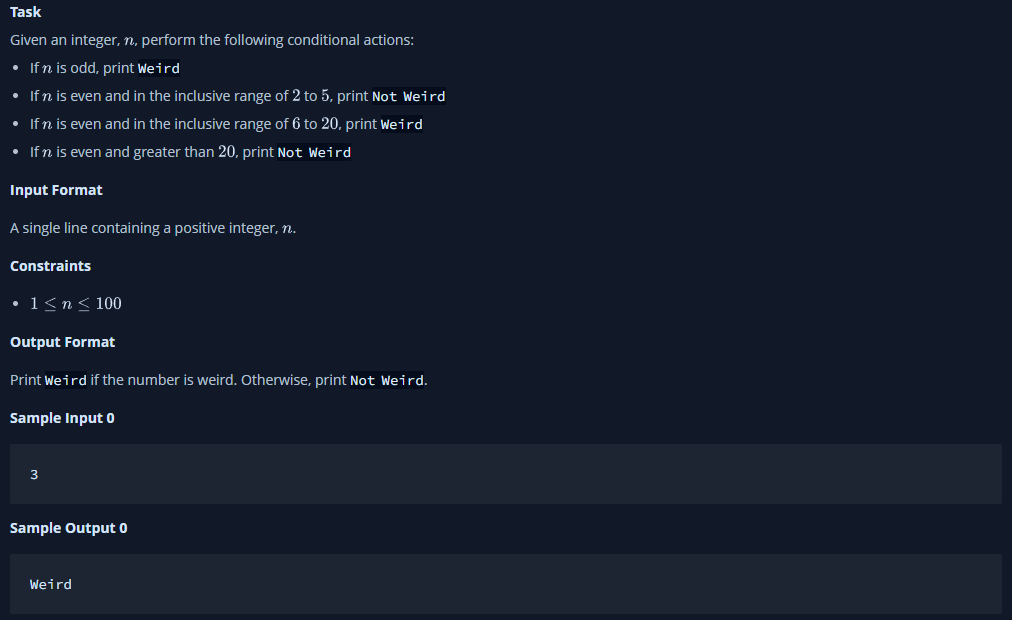 Task
Given an integer, n, perform the following conditional actions:
• If n is odd, print Weird
• If n is even and in the inclusive range of 2 to 5, print Not Weird
• If n is even and in the inclusive range of 6 to 20, print Weird
• If n is even and greater than 20, print Not Weird
Input Format
A single line containing a positive integer, n.
Constraints
• 1 ≤ n ≤ 100
Output Format
Print Weird if the number is weird. Otherwise, print Not Weird.
Sample Input 0
3
Sample Output 0
Weird